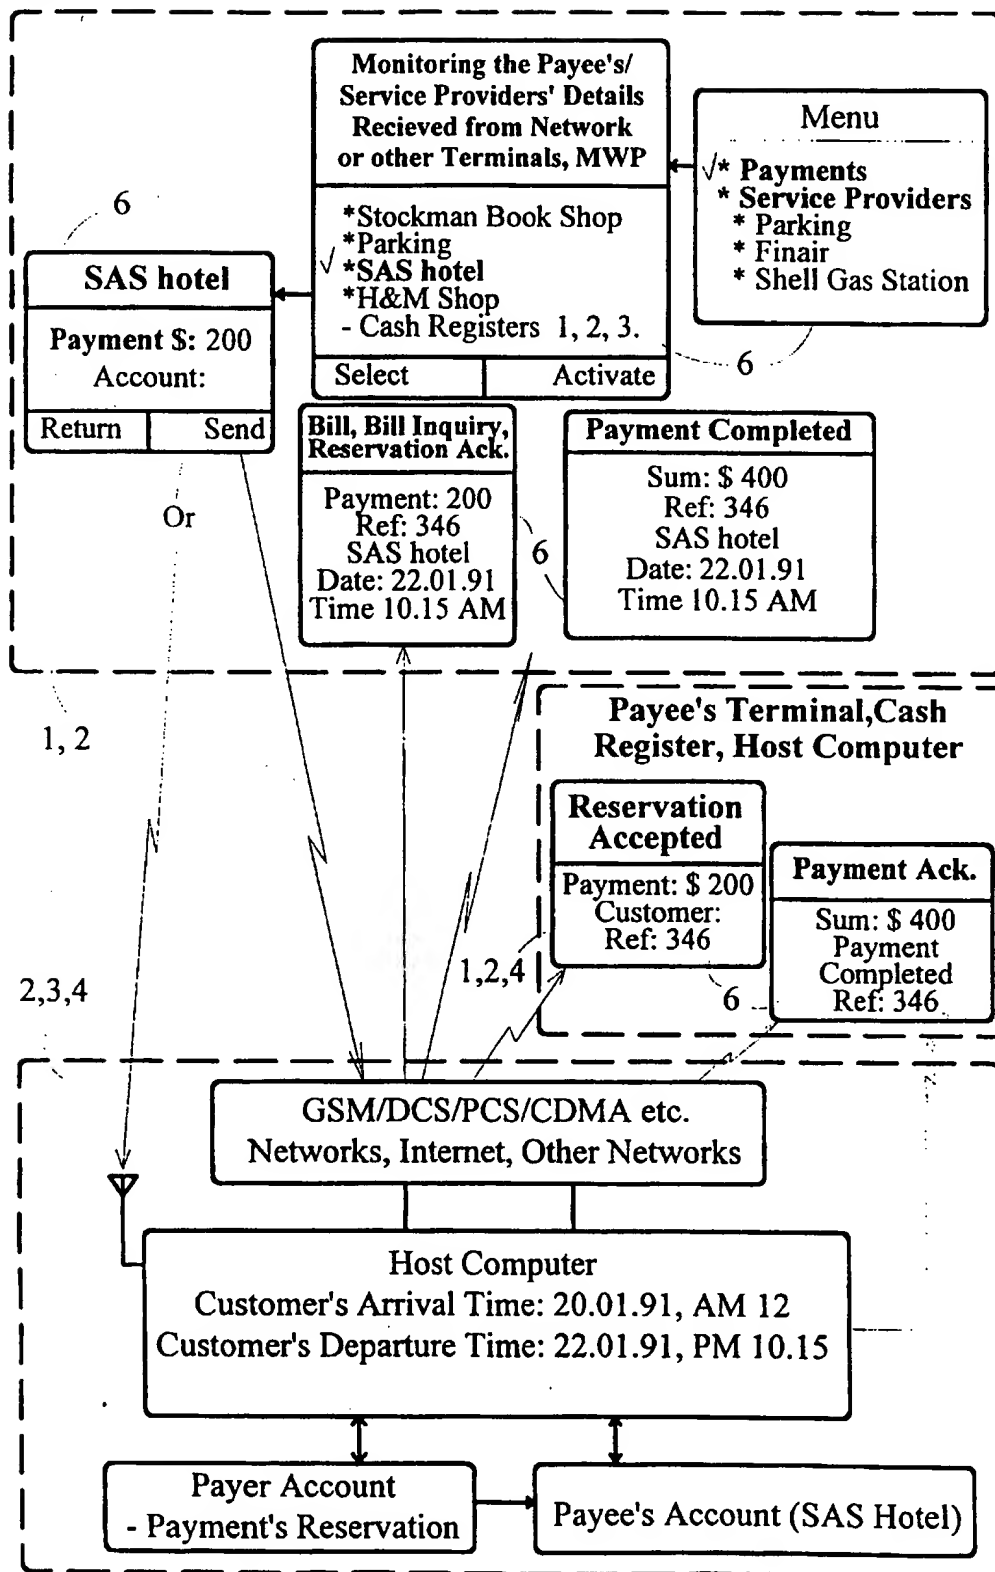 Monitoring the Payee's/
Service Providers' Details
Recieved from Network
or other Terminals, MWP
*Stockman Book Shop
*Parking
√ *SAS hotel
*H&M Shop
- Cash Registers 1, 2, 3.
Select Activate
Menu
√* Payments
* Service Providers
* Parking
* Finair
* Shell Gas Station
6
6
SAS hotel
Payment $: 200
Account:
Return Send
Or
Bill, Bill Inquiry,
Reservation Ack.
Payment: 200
Ref: 346
SAS hotel
Date: 22.01.91
Time 10.15 AM
6
Payment Completed
Sum: $ 400
Ref: 346
SAS hotel
Date: 22.01.91
Time 10.15 AM
1, 2
Payee's Terminal,Cash
Register, Host Computer
Reservation
Accepted
Payment: $ 200
Customer:
Ref: 346
Payment Ack.
Sum: $ 400
Payment
Completed
Ref: 346
1,2,4
6
2,3,4
GSM/DCS/PCS/CDMA etc.
Networks, Internet, Other Networks
Host Computer
Customer's Arrival Time: 20.01.91, AM 12
Customer's Departure Time: 22.01.91, PM 10.15
Payer Account
- Payment's Reservation
Payee's Account (SAS Hotel)